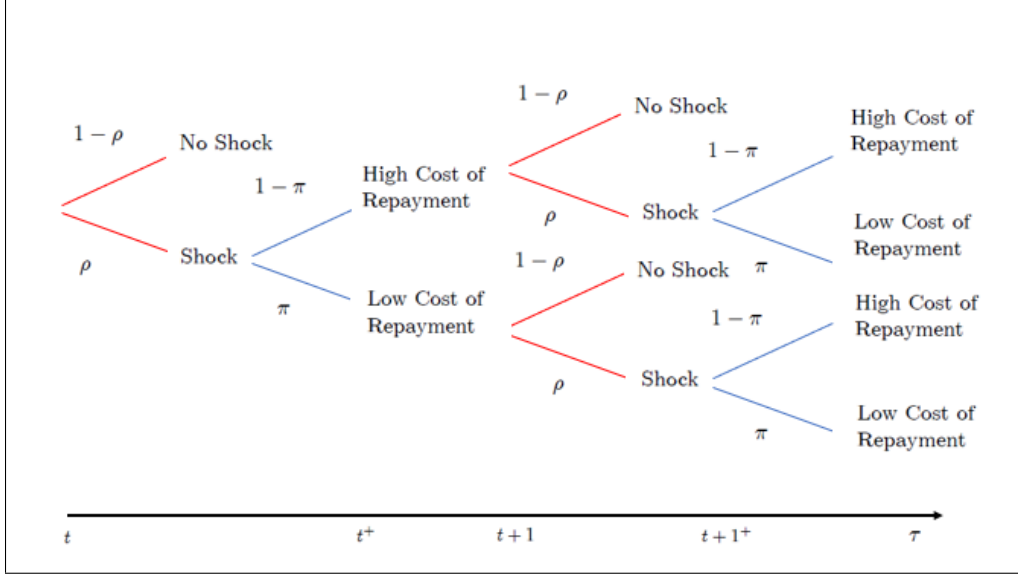 1 − ρ
No Shock
1 − π
High Cost of
Repayment
ρ
Shock
π
Low Cost of
Repayment
1 − ρ
No Shock
1 − π
High Cost of
Repayment
ρ
Shock
π
Low Cost of
Repayment
1 − ρ
No Shock
1 − π
High Cost of
Repayment
ρ
Shock
π
Low Cost of
Repayment
t
t⁺
t + 1
t + 1⁺
τ